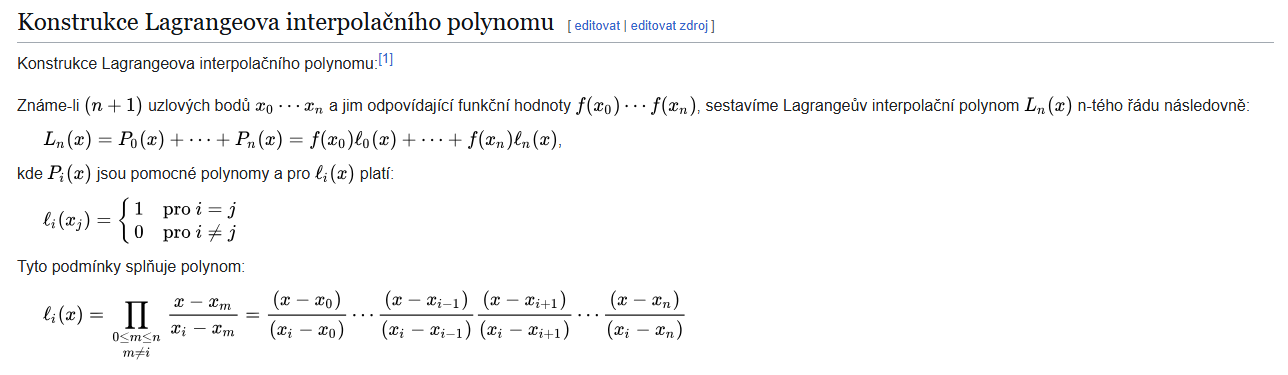 Konstrukce Lagrangeova interpolačního polynomu [ editovat | editovat zdroj ]
Konstrukce Lagrangeova interpolačního polynomu:[1]
Známe-li (n + 1) uzlových bodů x₀ ⋯ xₙ a jim odpovídající funkční hodnoty f(x₀) ⋯ f(xₙ), sestavíme Lagrangeův interpolační polynom Lₙ(x) n-tého řádu následovně:
Lₙ(x) = P₀(x) + ⋯ + Pₙ(x) = f(x₀)ℓ₀(x) + ⋯ + f(xₙ)ℓₙ(x),
kde Pᵢ(x) jsou pomocné polynomy a pro ℓᵢ(x) platí:
ℓᵢ(xⱼ) = { 1 pro i = j
0 pro i ≠ j
Tyto podmínky splňuje polynom:
ℓᵢ(x) = ∏_{0≤m≤n, m≠i} (x − xₘ)/(xᵢ − xₘ) = (x − x₀)/(xᵢ − x₀) ⋯ (x − xᵢ₋₁)/(xᵢ − xᵢ₋₁) (x − xᵢ₊₁)/(xᵢ − xᵢ₊₁) ⋯ (x − xₙ)/(xᵢ − xₙ)